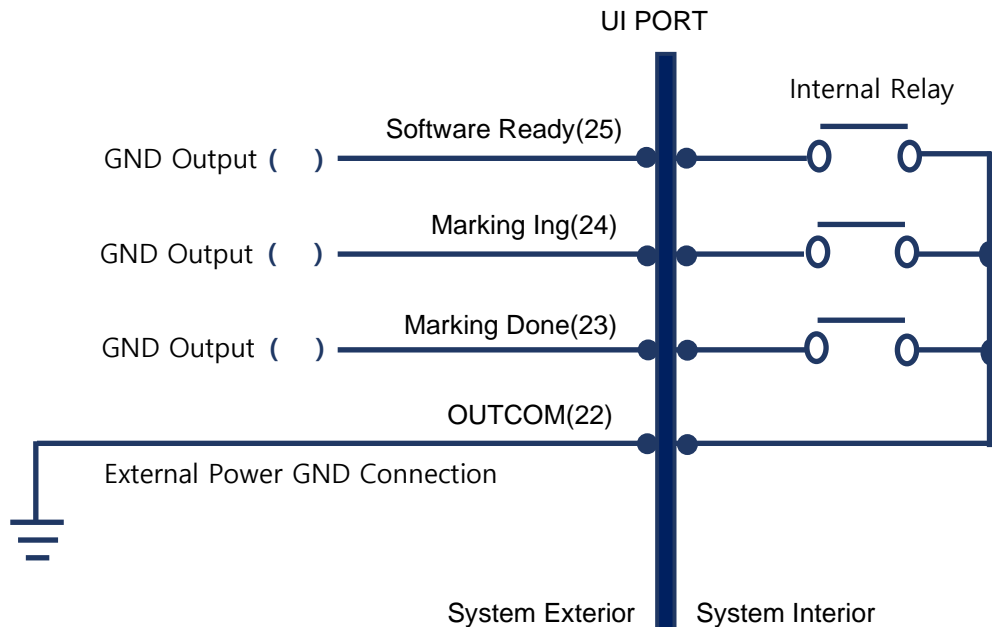 UI PORT
Internal Relay
Software Ready(25)
GND Output (    )
Marking Ing(24)
GND Output (    )
Marking Done(23)
GND Output (    )
OUTCOM(22)
External Power GND Connection
System Exterior
System Interior